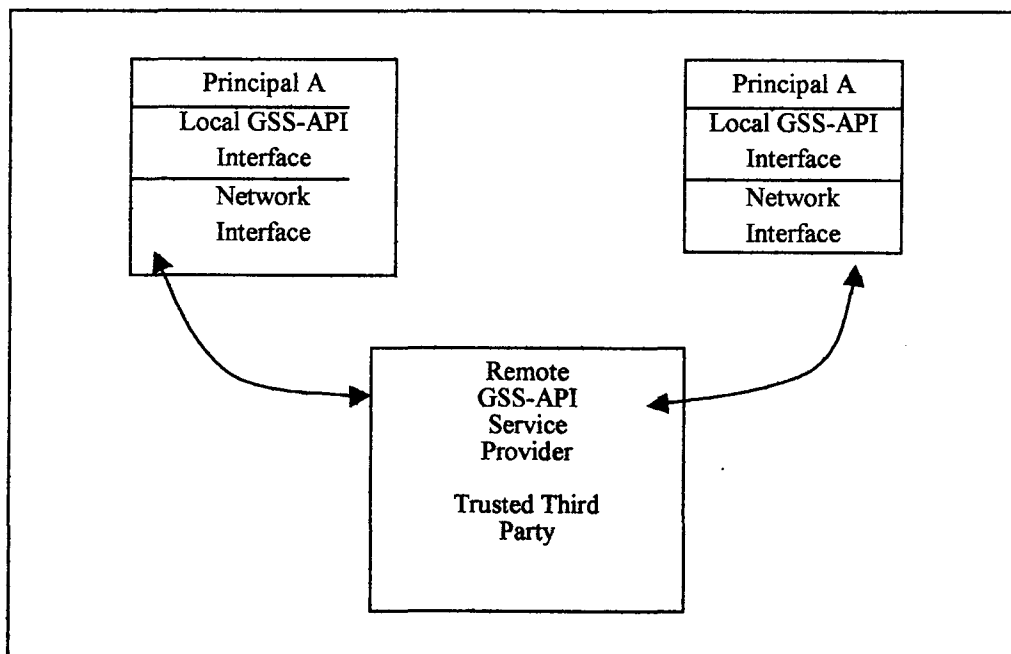 Principal A
Local GSS-API
Interface
Network
Interface
Principal A
Local GSS-API
Interface
Network
Interface
Remote
GSS-API
Service
Provider
Trusted Third
Party